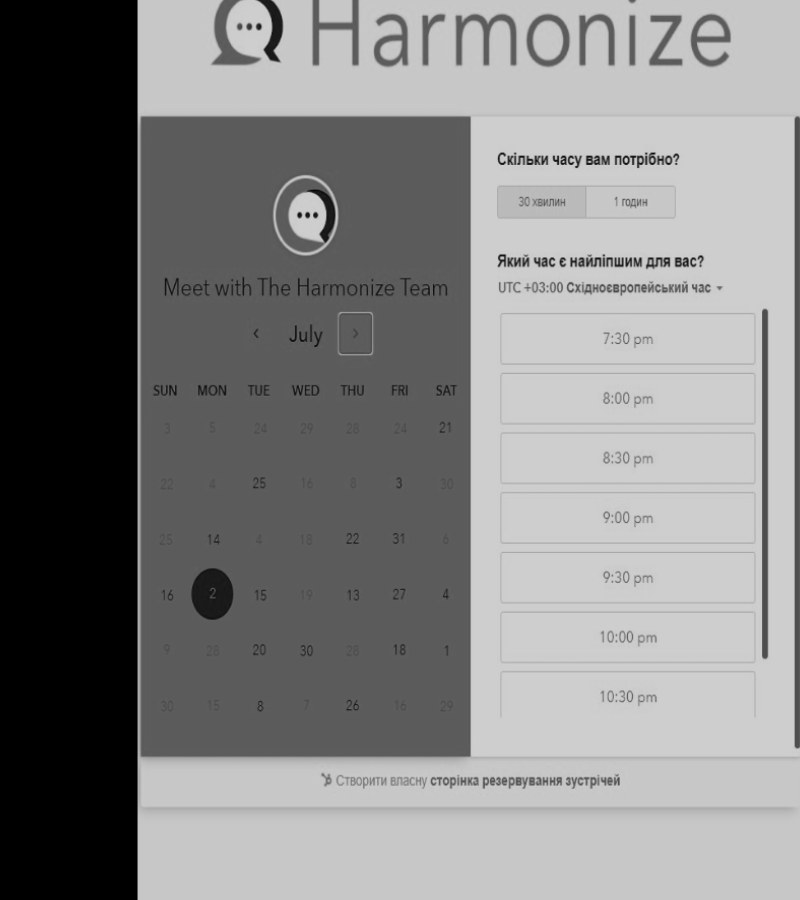 Harmonize
Meet with The Harmonize Team
July
SUN MON TUE WED THU FRI SAT
3 5 24 29 28 24 21
22 4 25 16 8 3 30
25 14 4 18 22 31 6
16 2 15 19 13 27 4
9 28 20 30 28 18 1
30 15 8 7 26 16 29
Скільки часу вам потрібно?
30 хвилин 1 годин
Який час є найліпшим для вас?
UTC +03:00 Східноєвропейський час
7:30 pm
8:00 pm
8:30 pm
9:00 pm
9:30 pm
10:00 pm
10:30 pm
Створити власну сторінка резервування зустрічей